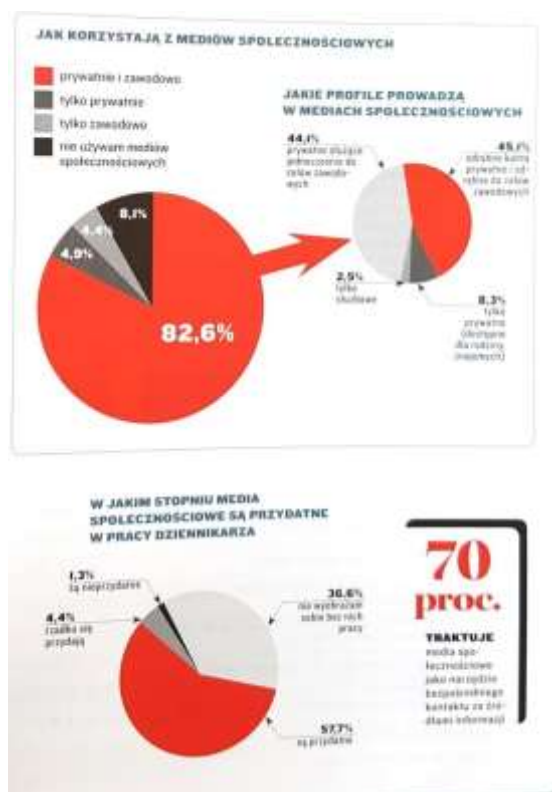 JAK KORZYSTAJĄ Z MEDIÓW SPOŁECZNOŚCIOWYCH
prywatnie i zawodowo
tylko prywatnie
tylko zawodowo
nie używam mediów
społecznościowych
8,1%
4,4%
4,9%
82,6%
JAKIE PROFILE PROWADZĄ
W MEDIACH SPOŁECZNOŚCIOWYCH
44,1%
prywatne służące
jednocześnie do
celów zawodo-
wych
45,1%
oddzielne konta
prywatne i od-
rębne do celów
zawodowych
2,5%
tylko
służbowe
8,3%
tylko
prywatne
(dostępne
dla rodziny,
znajomych)
W JAKIM STOPNIU MEDIA
SPOŁECZNOŚCIOWE SĄ PRZYDATNE
W PRACY DZIENNIKARZA
1,3%
są nieprzydatne
4,4%
rzadko się
przydają
36,6%
nie wyobrażam
sobie bez nich
pracy
57,7%
są przydatne
70
proc.
TRAKTUJE
media spo-
łecznościowe
jako narzędzie
bezpośredniego
kontaktu ze źró-
dłami informacji